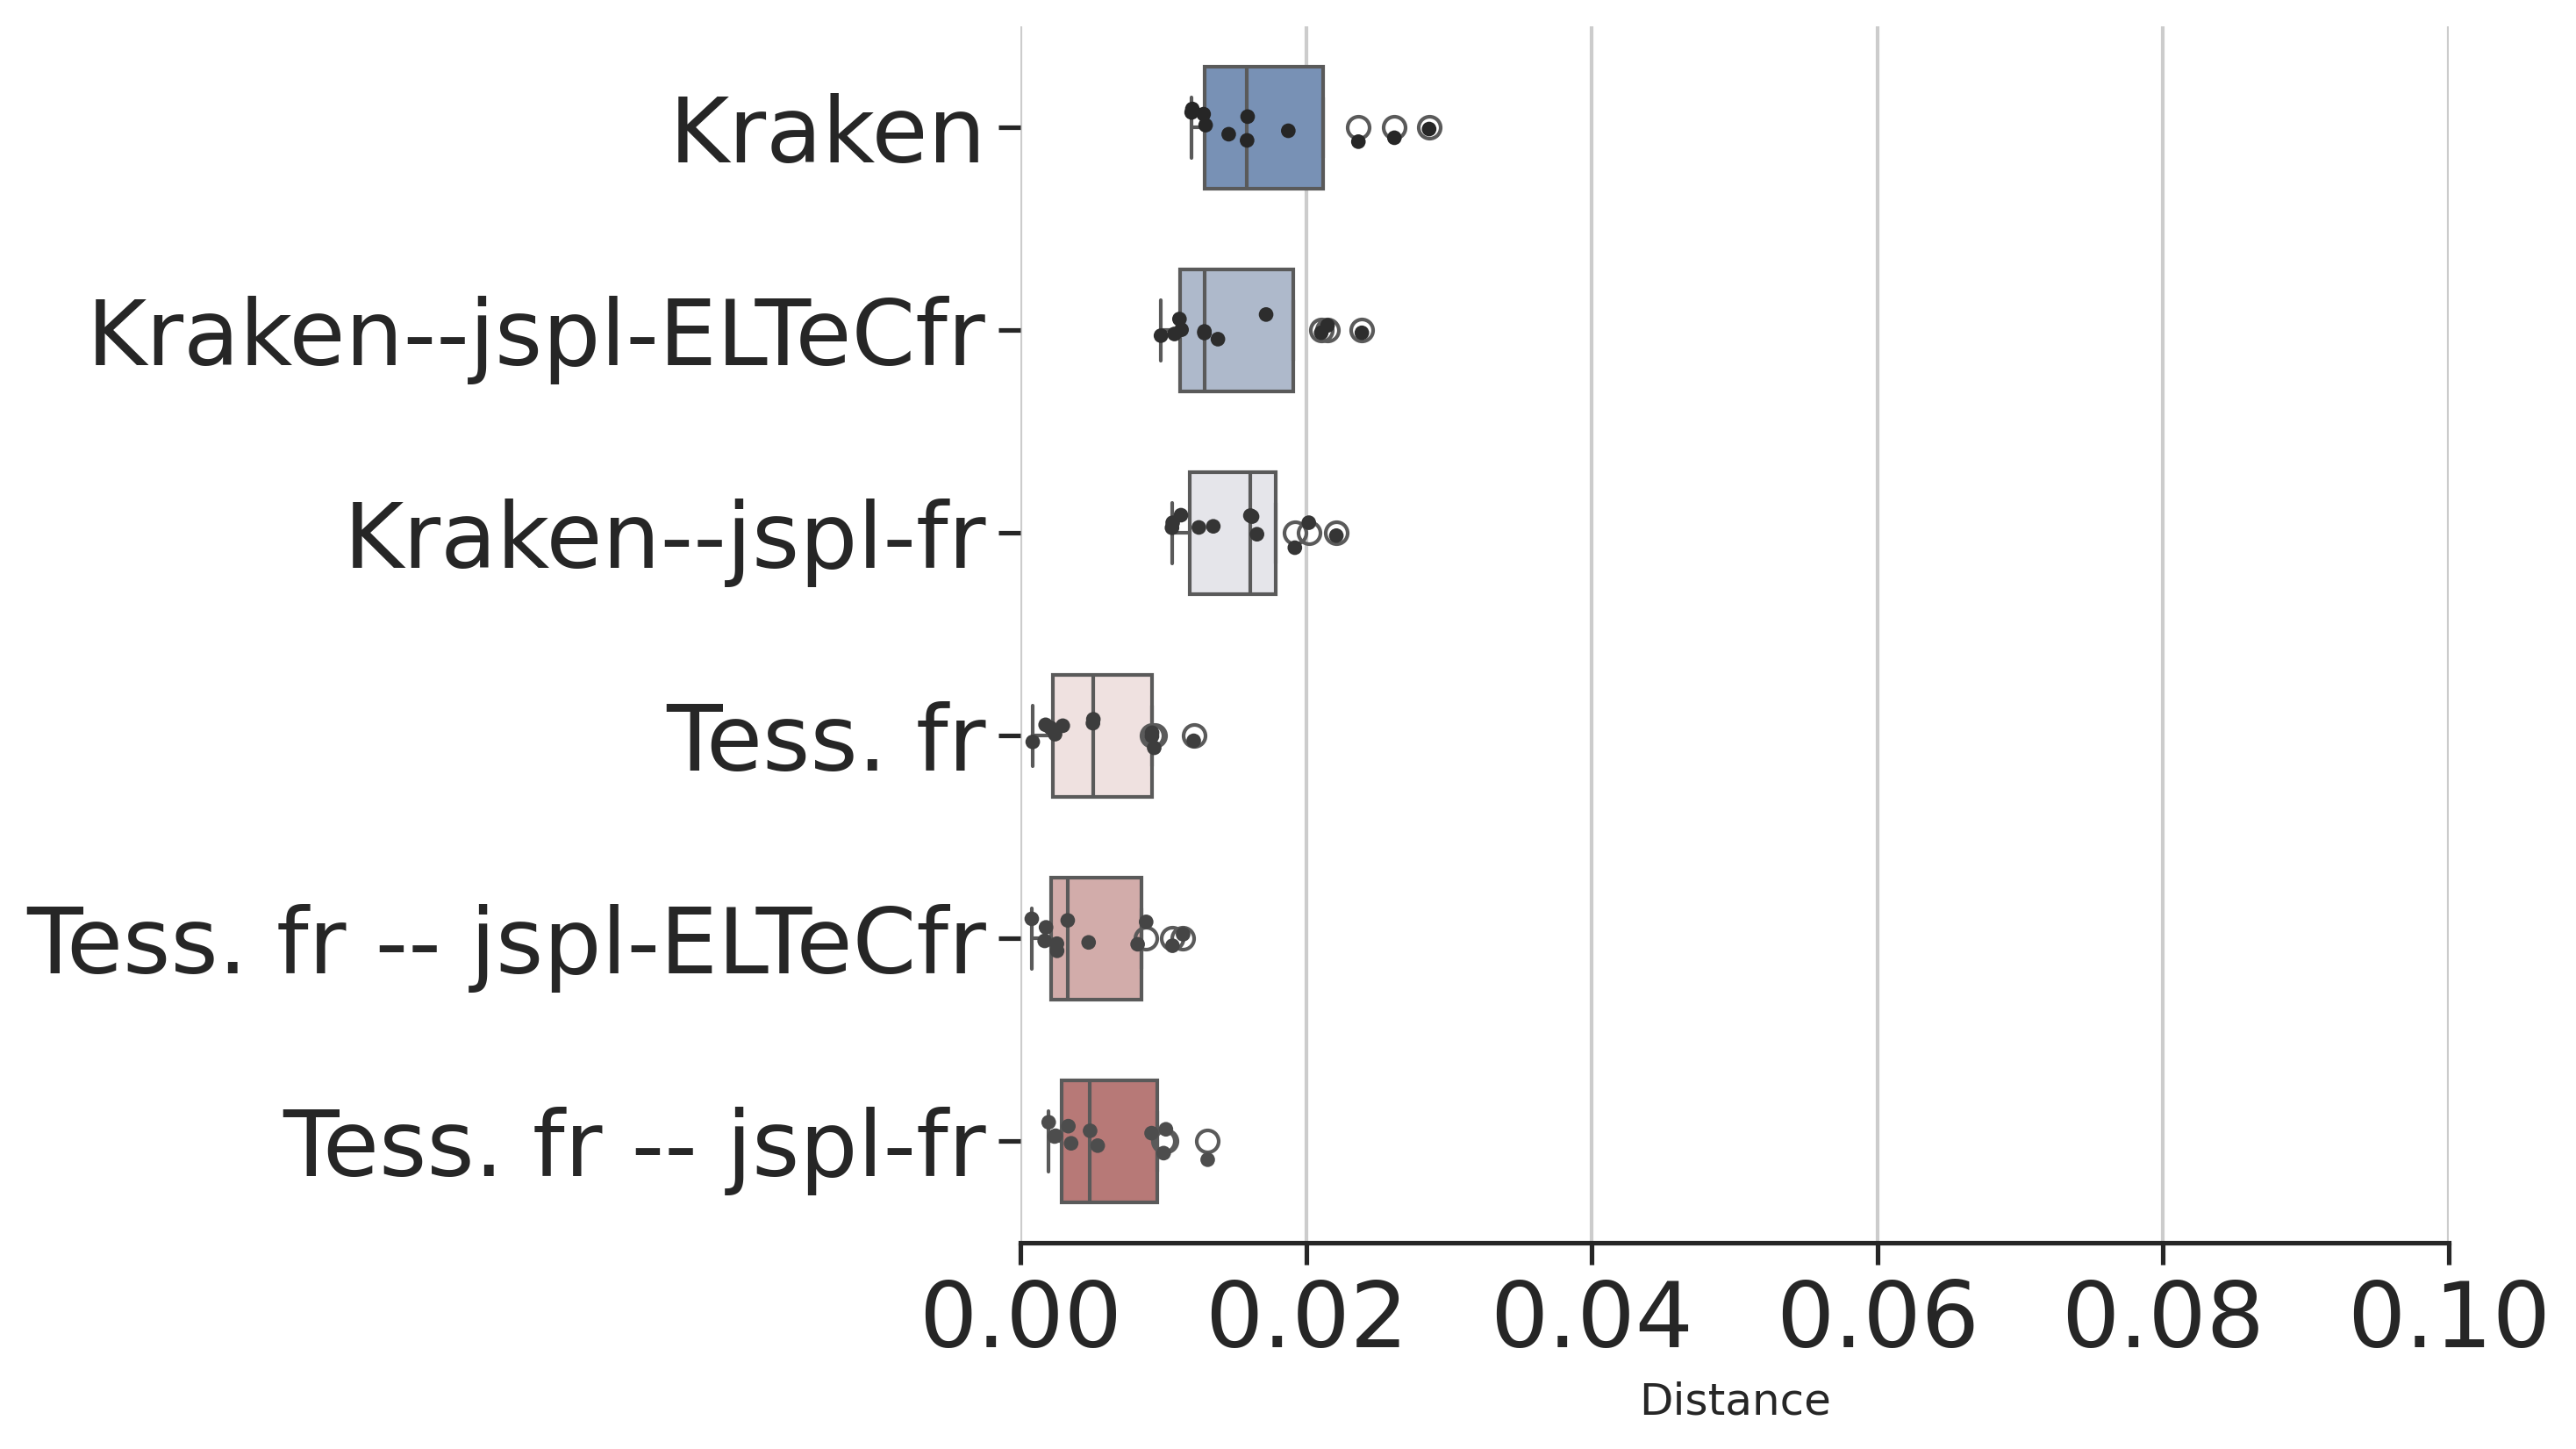 Kraken
Kraken--jspl-ELTeCfr
Kraken--jspl-fr
Tess. fr
Tess. fr -- jspl-ELTeCfr
Tess. fr -- jspl-fr
0.00 0.02 0.04 0.06 0.08 0.10
Distance